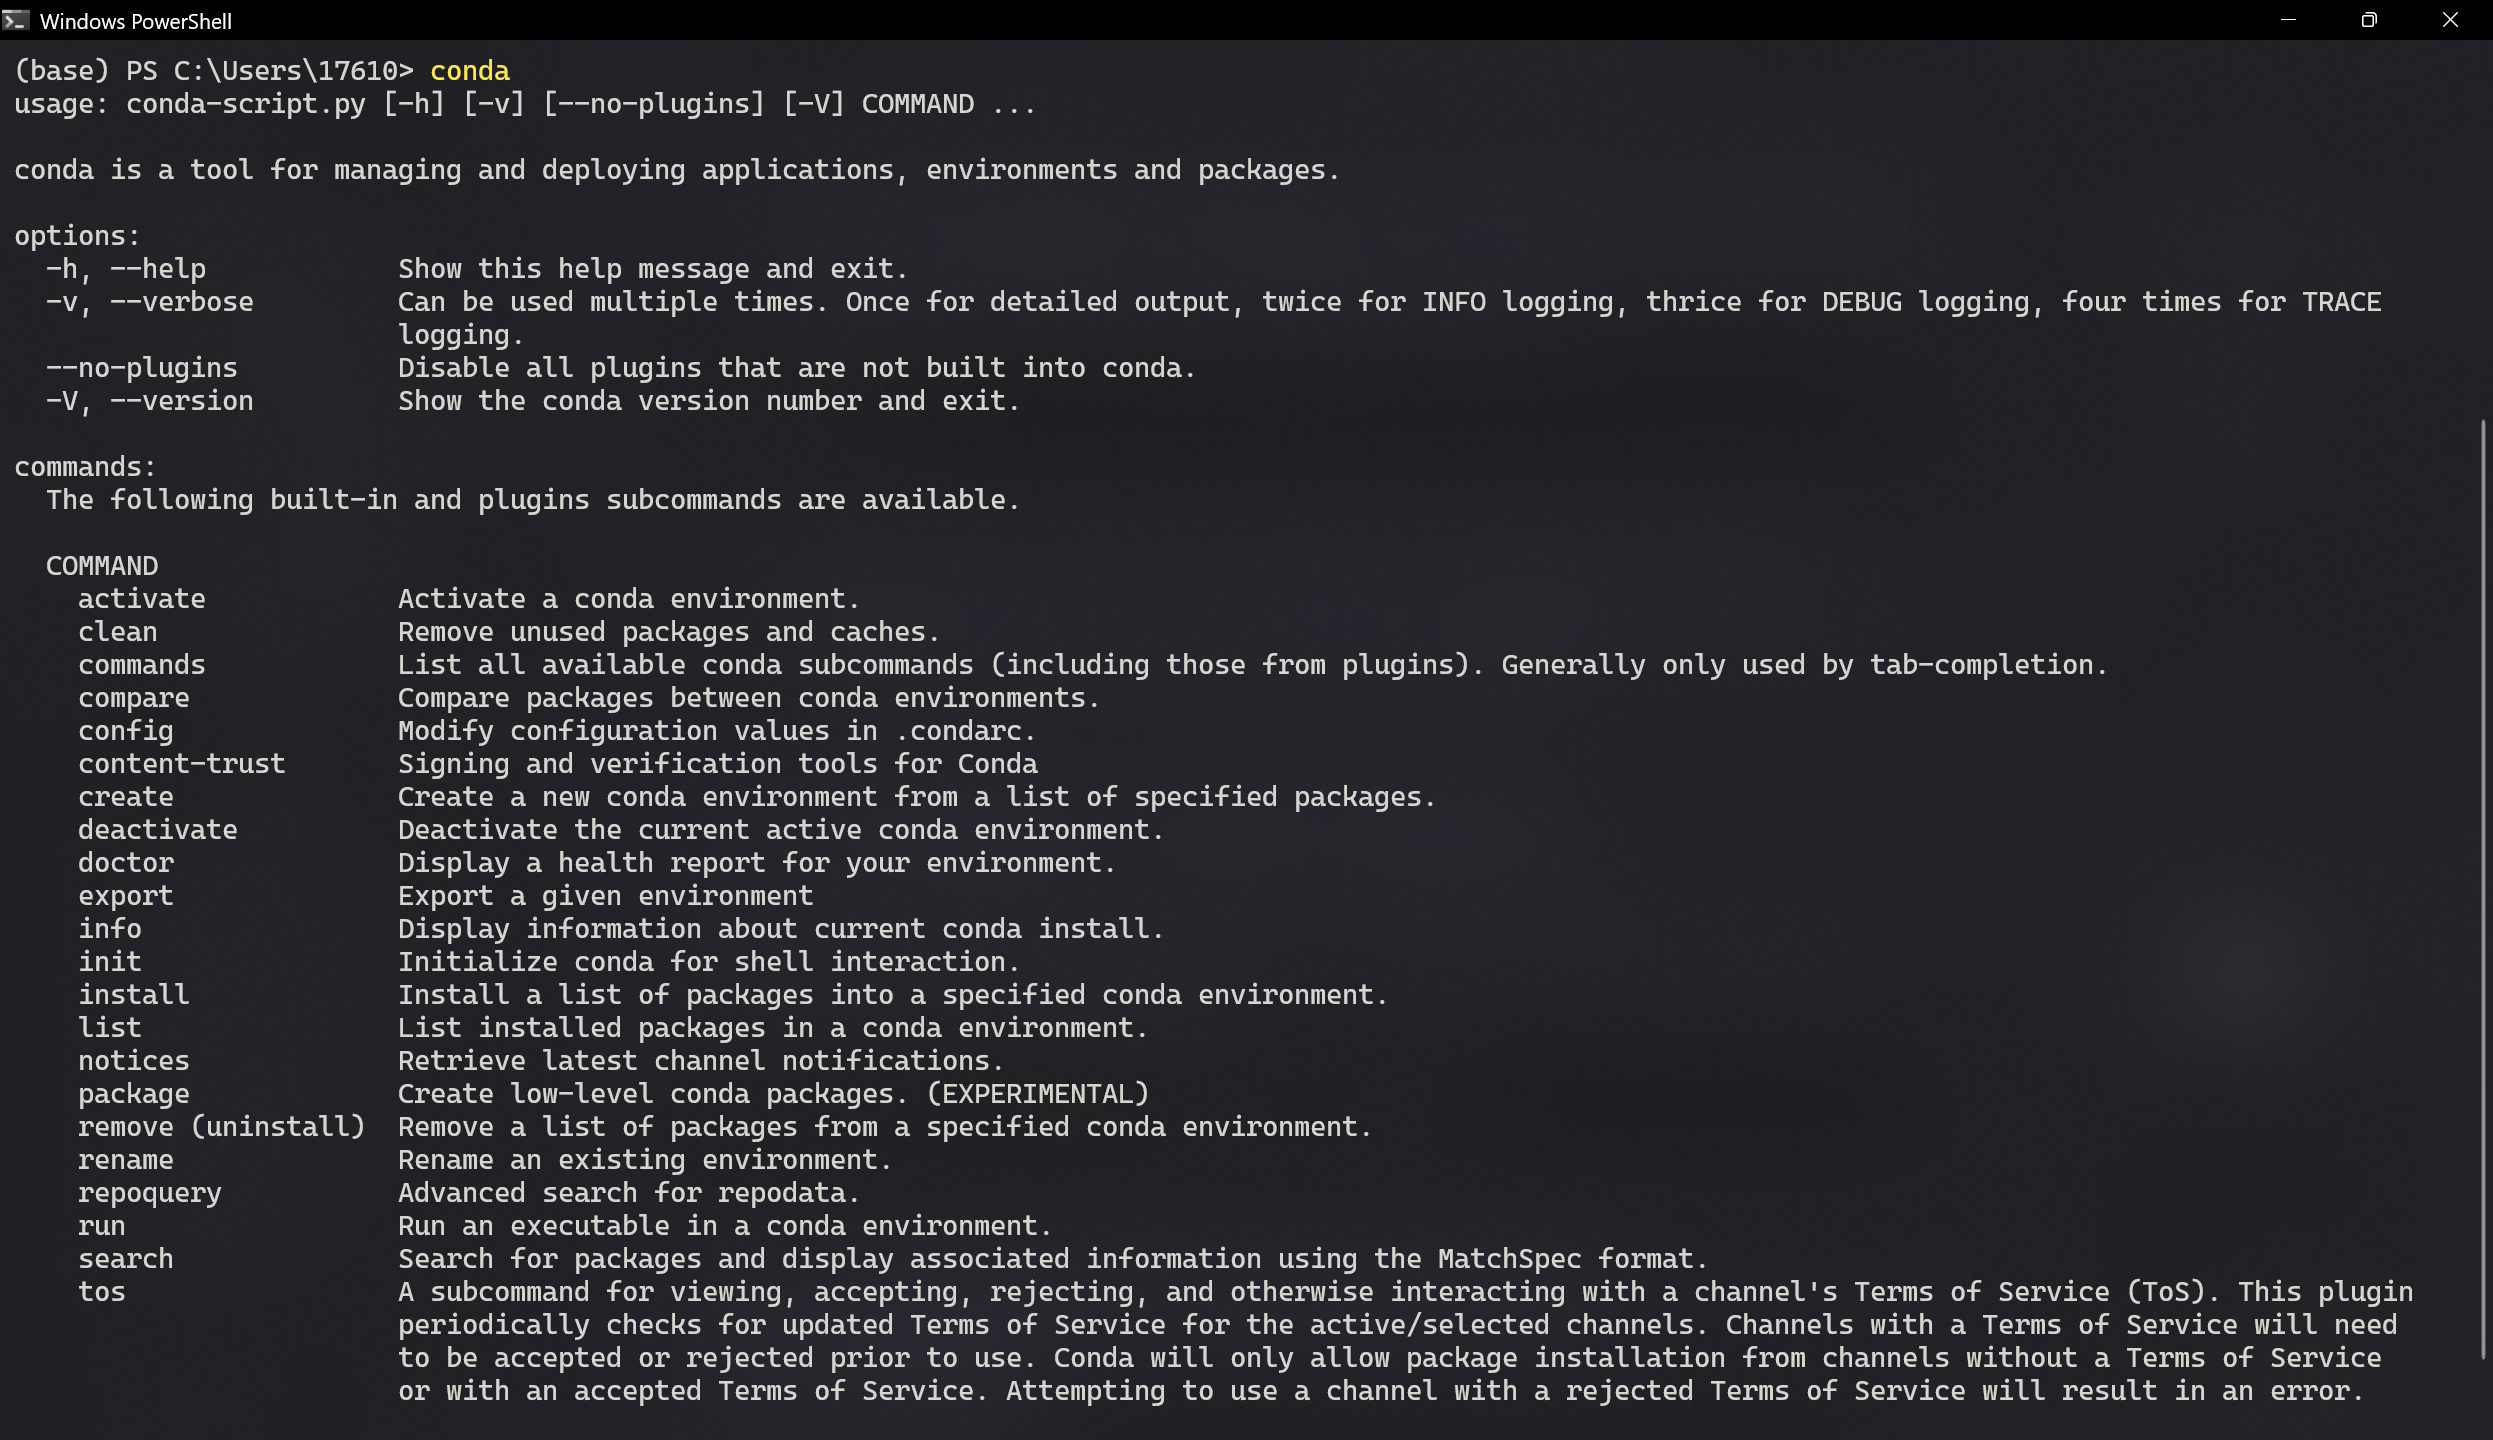 Windows PowerShell
(base) PS C:\Users\17610> conda
usage: conda-script.py [-h] [-v] [--no-plugins] [-V] COMMAND ...
conda is a tool for managing and deploying applications, environments and packages.
options:
  -h, --help            Show this help message and exit.
  -v, --verbose         Can be used multiple times. Once for detailed output, twice for INFO logging, thrice for DEBUG logging, four times for TRACE
                        logging.
  --no-plugins          Disable all plugins that are not built into conda.
  -V, --version         Show the conda version number and exit.
commands:
  The following built-in and plugins subcommands are available.
  COMMAND
    activate            Activate a conda environment.
    clean               Remove unused packages and caches.
    commands            List all available conda subcommands (including those from plugins). Generally only used by tab-completion.
    compare             Compare packages between conda environments.
    config              Modify configuration values in .condarc.
    content-trust       Signing and verification tools for Conda
    create              Create a new conda environment from a list of specified packages.
    deactivate          Deactivate the current active conda environment.
    doctor              Display a health report for your environment.
    export              Export a given environment
    info                Display information about current conda install.
    init                Initialize conda for shell interaction.
    install             Install a list of packages into a specified conda environment.
    list                List installed packages in a conda environment.
    notices             Retrieve latest channel notifications.
    package             Create low-level conda packages. (EXPERIMENTAL)
    remove (uninstall)  Remove a list of packages from a specified conda environment.
    rename              Rename an existing environment.
    repoquery           Advanced search for repodata.
    run                 Run an executable in a conda environment.
    search              Search for packages and display associated information using the MatchSpec format.
    tos                 A subcommand for viewing, accepting, rejecting, and otherwise interacting with a channel's Terms of Service (ToS). This plugin
                        periodically checks for updated Terms of Service for the active/selected channels. Channels with a Terms of Service will need
                        to be accepted or rejected prior to use. Conda will only allow package installation from channels without a Terms of Service
                        or with an accepted Terms of Service. Attempting to use a channel with a rejected Terms of Service will result in an error.